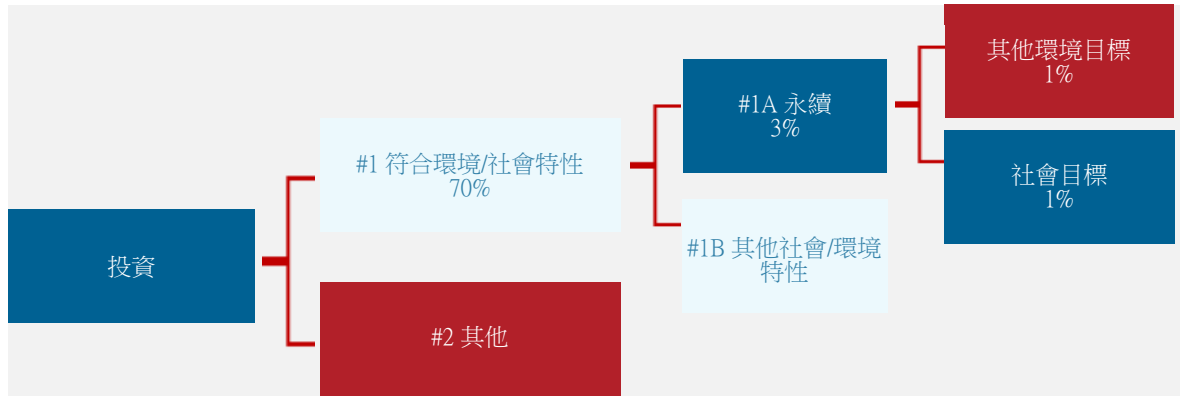 投資
#1 符合環境/社會特性
70%
#2 其他
#1A 永續
3%
#1B 其他社會/環境
特性
其他環境目標
1%
社會目標
1%